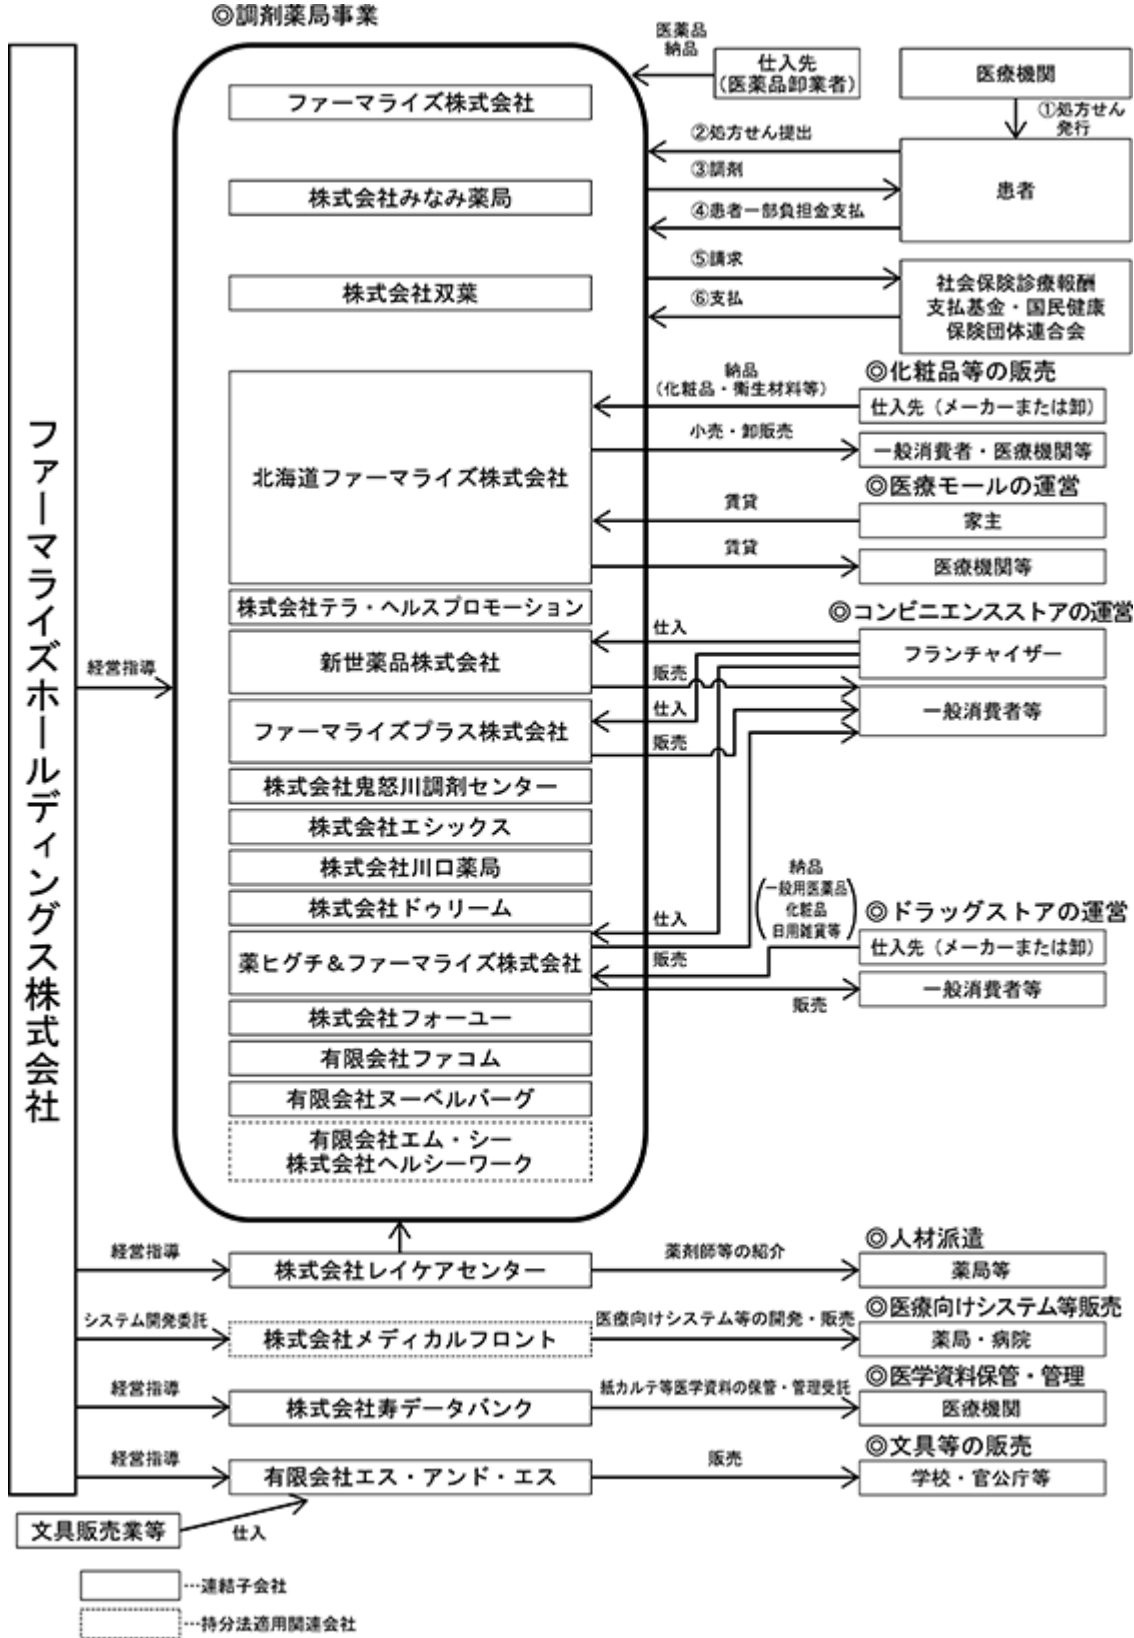 ◎調剤薬局事業
ファーマライズホールディングス株式会社
経営指導
ファーマライズ株式会社
株式会社みなみ薬局
株式会社双葉
北海道ファーマライズ株式会社
株式会社テラ・ヘルスプロモーション
新世薬品株式会社
ファーマライズプラス株式会社
株式会社鬼怒川調剤センター
株式会社エシックス
株式会社川口薬局
株式会社ドゥリーム
薬ヒグチ&ファーマライズ株式会社
株式会社フォーユー
有限会社ファコム
有限会社ヌーベルバーグ
有限会社エム・シー
株式会社ヘルシーワーク
医薬品
納品
仕入先
(医薬品卸業者)
医療機関
①処方せん
発行
②処方せん提出
③調剤
④患者一部負担金支払
患者
⑤請求
⑥支払
社会保険診療報酬
支払基金・国民健康
保険団体連合会
◎化粧品等の販売
納品
(化粧品・衛生材料等)
仕入先(メーカーまたは卸)
小売・卸販売
一般消費者・医療機関等
◎医療モールの運営
賃貸
家主
賃貸
医療機関等
◎コンビニエンスストアの運営
仕入
フランチャイザー
販売
一般消費者等
仕入
販売
仕入
販売
納品
(一般用医薬品
化粧品
日用雑貨等)
◎ドラッグストアの運営
仕入先(メーカーまたは卸)
一般消費者等
販売
経営指導
株式会社レイケアセンター
薬剤師等の紹介
◎人材派遣
薬局等
システム開発委託
株式会社メディカルフロント
医療向けシステム等の開発・販売
◎医療向けシステム等販売
薬局・病院
経営指導
株式会社寿データバンク
紙カルテ等医学資料の保管・管理受託
◎医学資料保管・管理
医療機関
経営指導
有限会社エス・アンド・エス
販売
◎文具等の販売
学校・官公庁等
文具販売業等
仕入
…連結子会社
…持分法適用関連会社